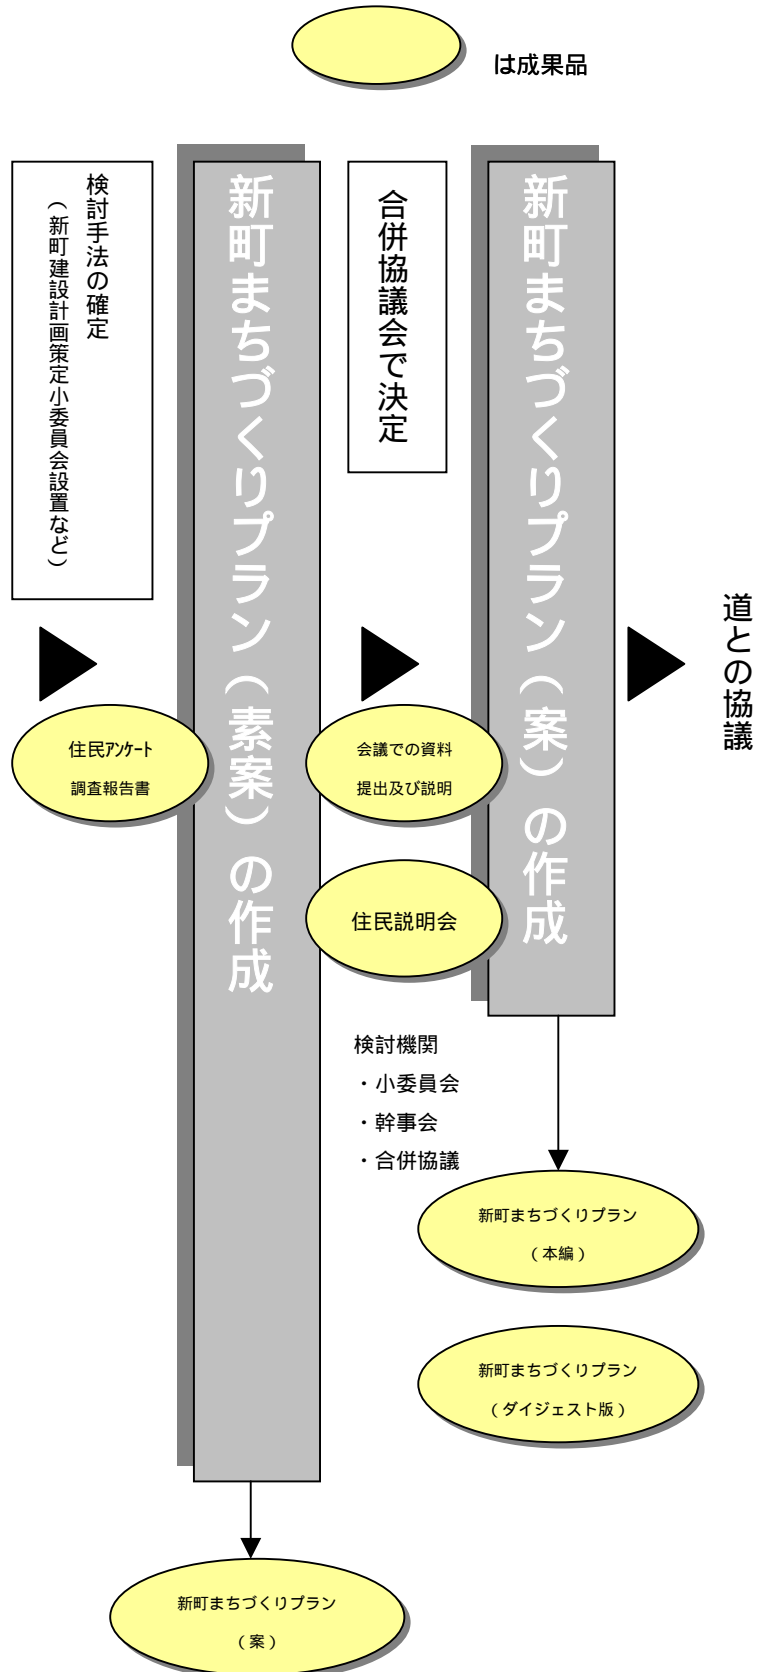 は成果品
検討手法の確定
(新町建設計画策定小委員会設置など)
新町まちづくりプラン(素案)の作成
合併協議会で決定
新町まちづくりプラン(案)の作成
道との協議
住民ｱﾝｹｰﾄ
調査報告書
会議での資料
提出及び説明
住民説明会
検討機関
・小委員会
・幹事会
・合併協議
新町まちづくりプラン
(本編)
新町まちづくりプラン
(ダイジェスト版)
新町まちづくりプラン
(案)